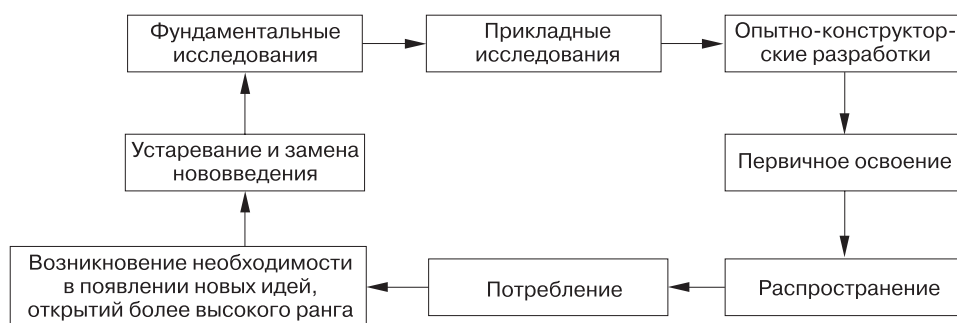 Фундаментальные
исследования
Прикладные
исследования
Опытно-конструктор-
ские разработки
Устаревание и замена
нововведения
Первичное освоение
Возникновение необходимости
в появлении новых идей,
открытий более высокого ранга
Потребление
Распространение